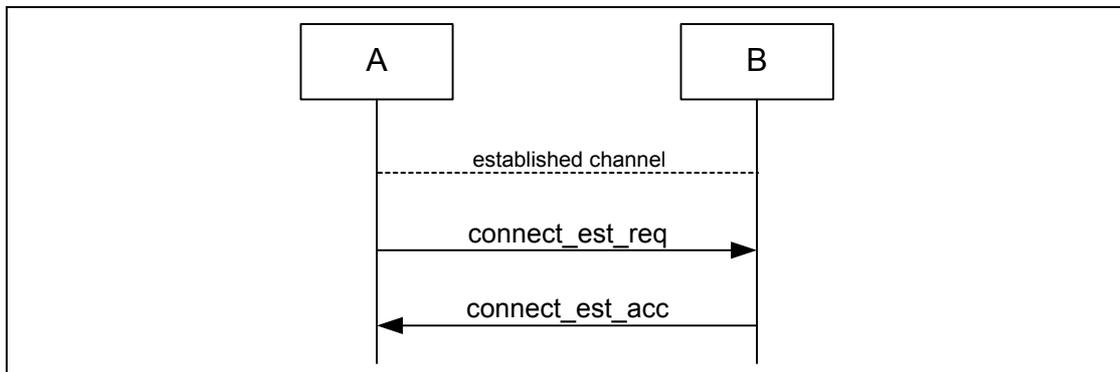 A
B
established channel
connect_est_req
connect_est_acc